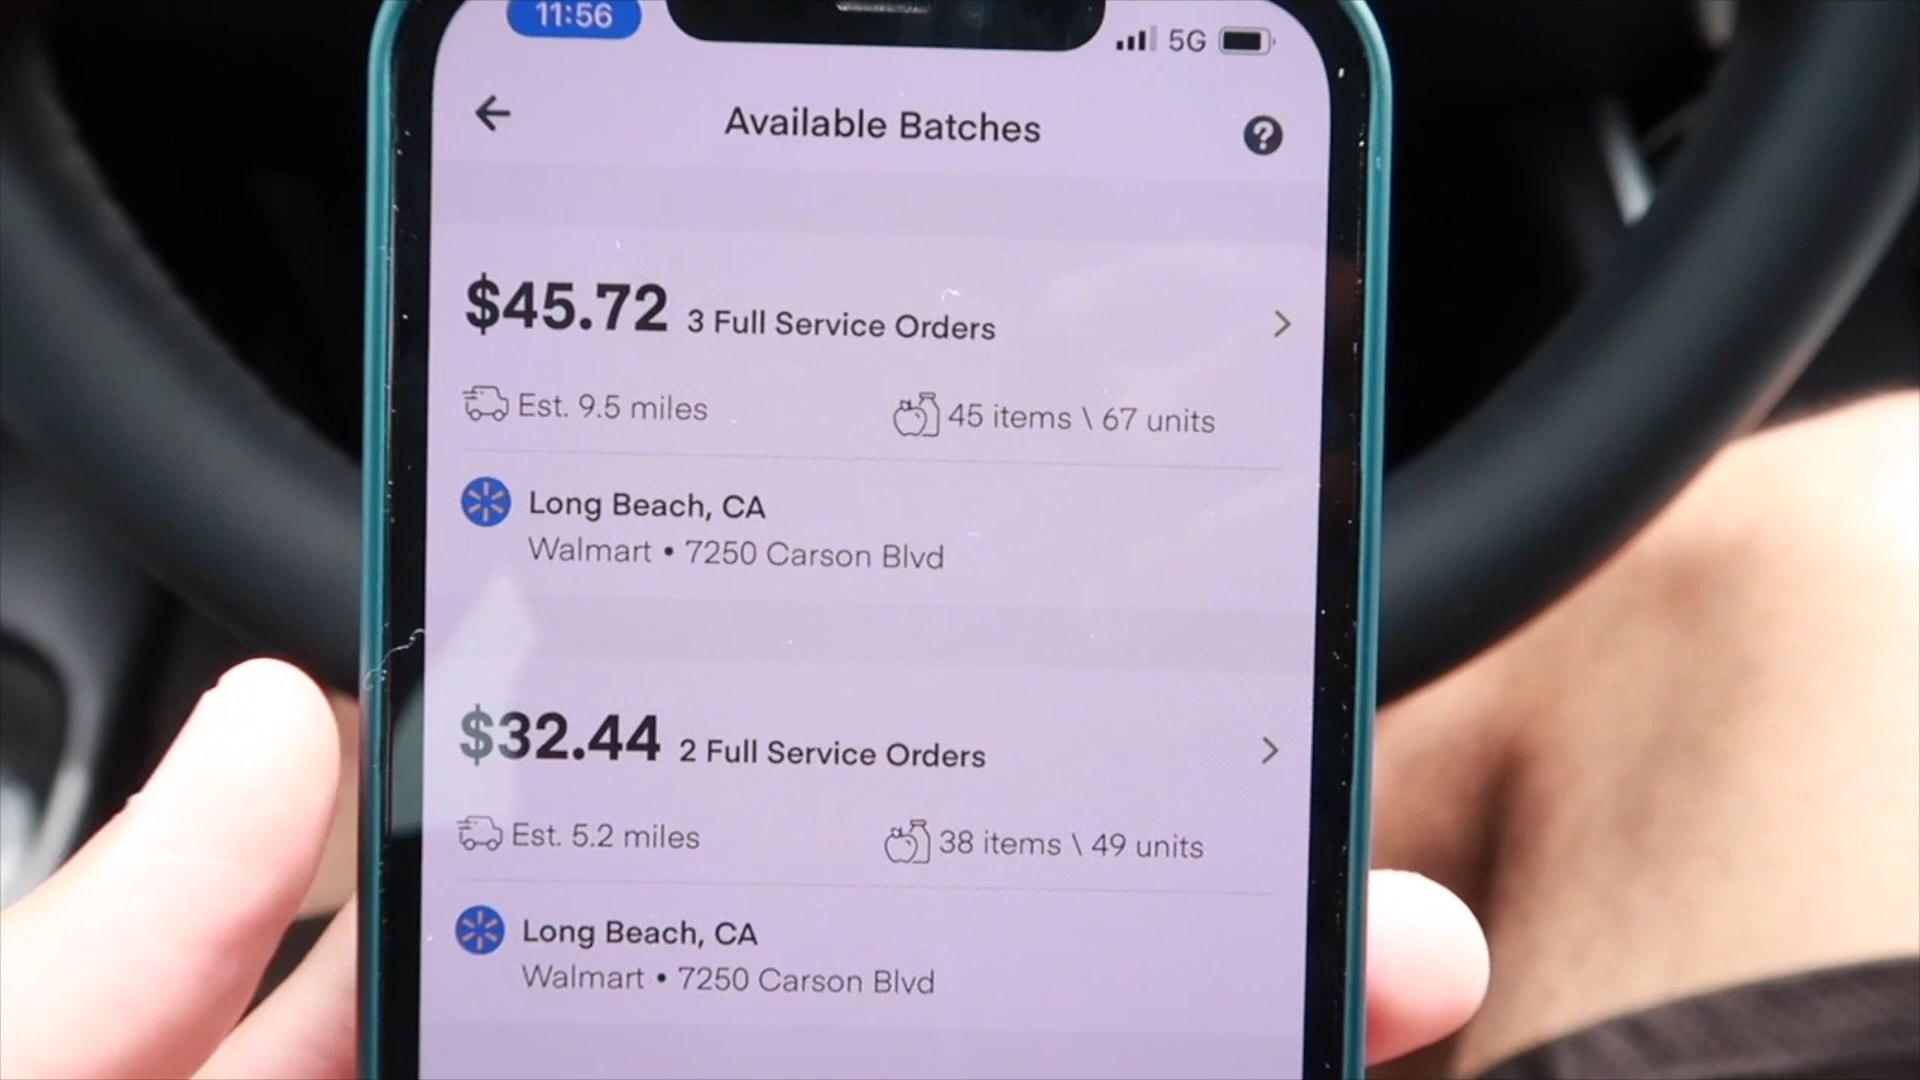 11:56
5G
Available Batches
?
$45.72 3 Full Service Orders
Est. 9.5 miles
45 items \ 67 units
Long Beach, CA
Walmart • 7250 Carson Blvd
$32.44 2 Full Service Orders
Est. 5.2 miles
38 items \ 49 units
Long Beach, CA
Walmart • 7250 Carson Blvd